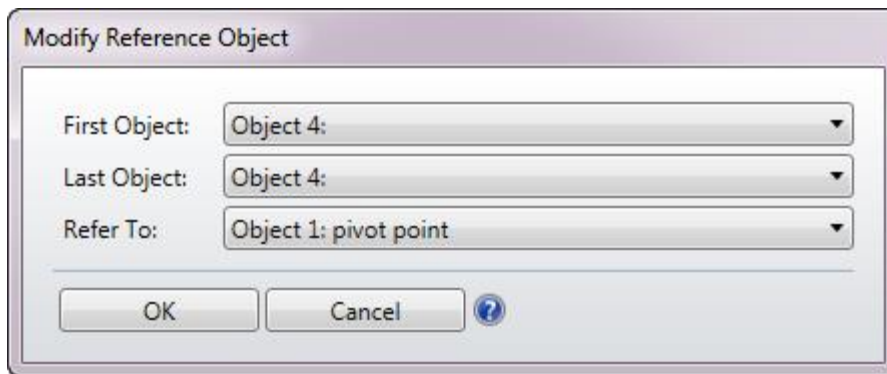 Modify Reference Object
First Object: Object 4:
Last Object: Object 4:
Refer To: Object 1: pivot point
OK Cancel ?